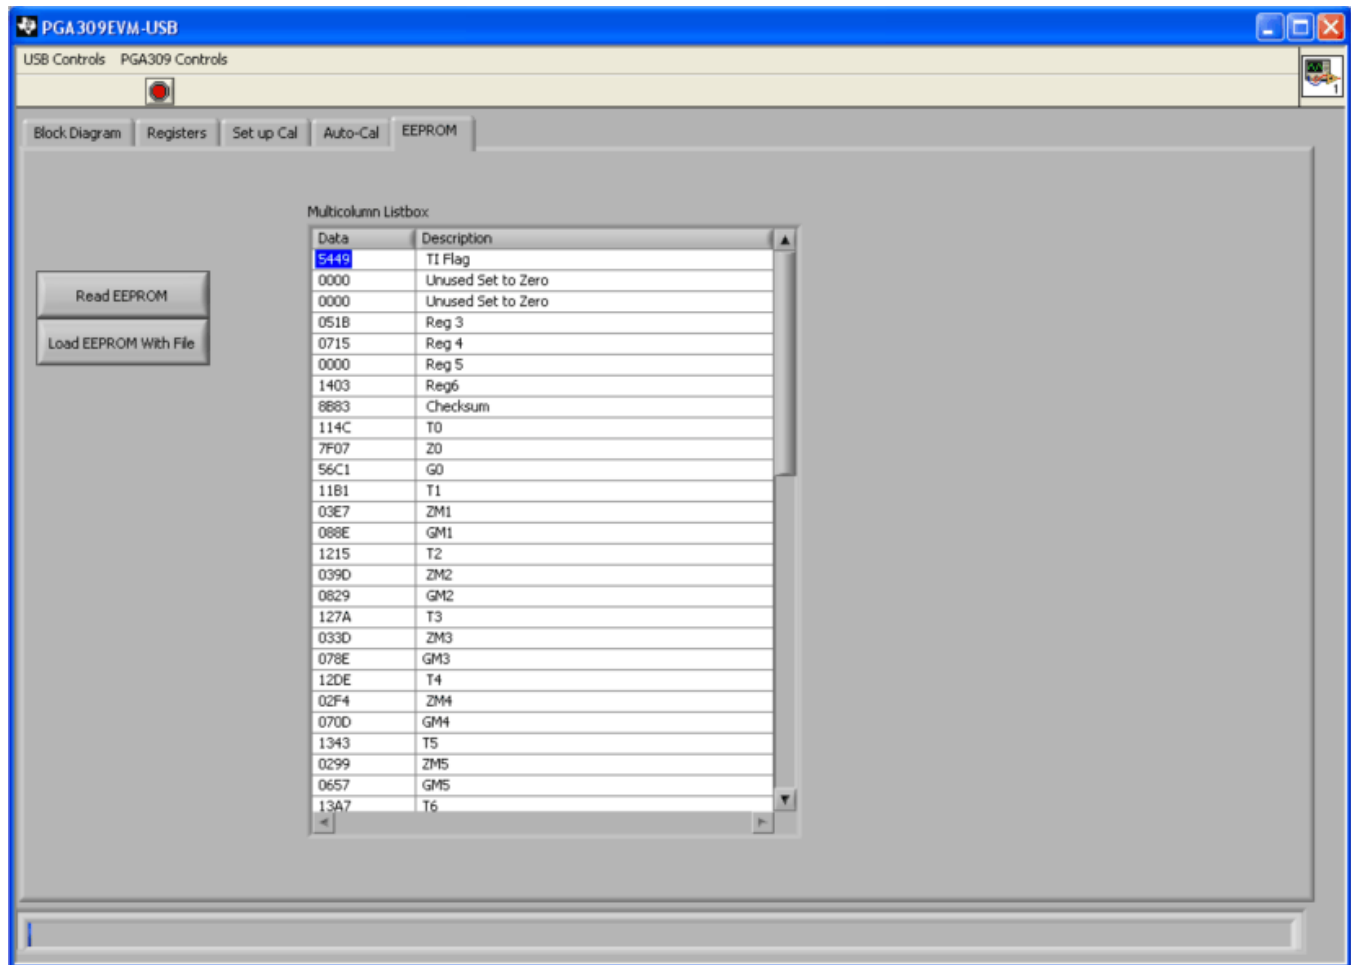 PGA309EVM-USB
USB Controls PGA309 Controls
1
Block Diagram Registers Set up Cal Auto-Cal EEPROM
Multicolumn Listbox
Data Description
5449 TI Flag
0000 Unused Set to Zero
0000 Unused Set to Zero
051B Reg 3
0715 Reg 4
0000 Reg 5
1403 Reg6
8B83 Checksum
114C T0
7F07 Z0
56C1 G0
11B1 T1
03E7 ZM1
088E GM1
1215 T2
039D ZM2
0829 GM2
127A T3
033D ZM3
078E GM3
12DE T4
02F4 ZM4
070D GM4
1343 T5
0299 ZM5
0657 GM5
13A7 T6
Read EEPROM
Load EEPROM With File